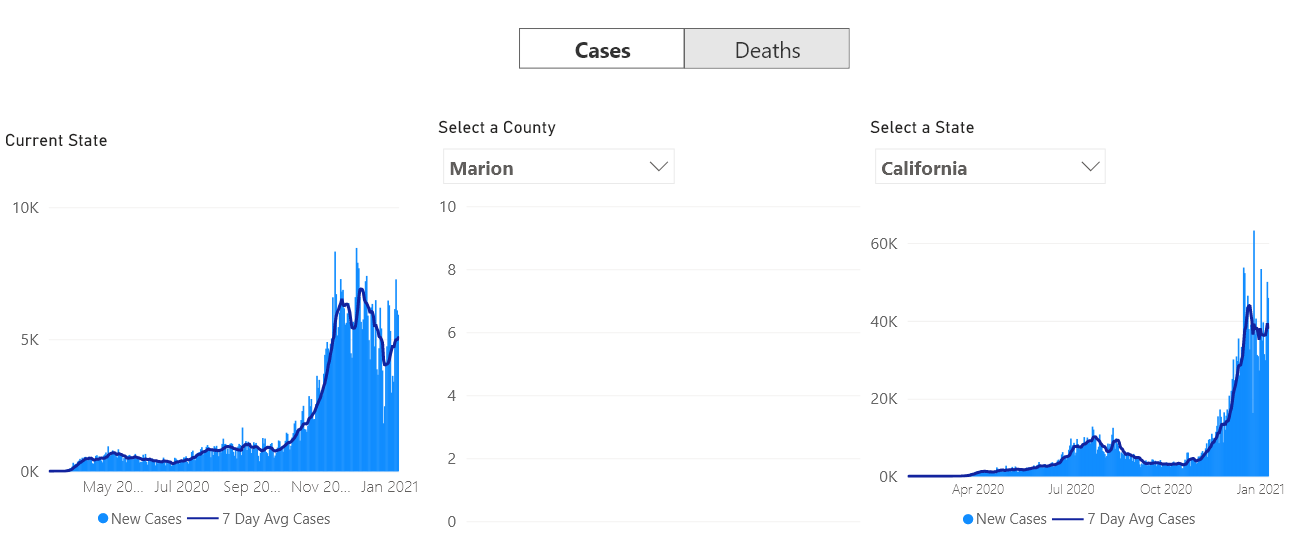 Cases Deaths
Current State
Select a County
Marion
Select a State
California
10K
5K
0K
May 20... Jul 2020 Sep 20... Nov 20... Jan 2021
New Cases 7 Day Avg Cases
10
8
6
4
2
0
60K
40K
20K
0K
Apr 2020 Jul 2020 Oct 2020 Jan 2021
New Cases 7 Day Avg Cases